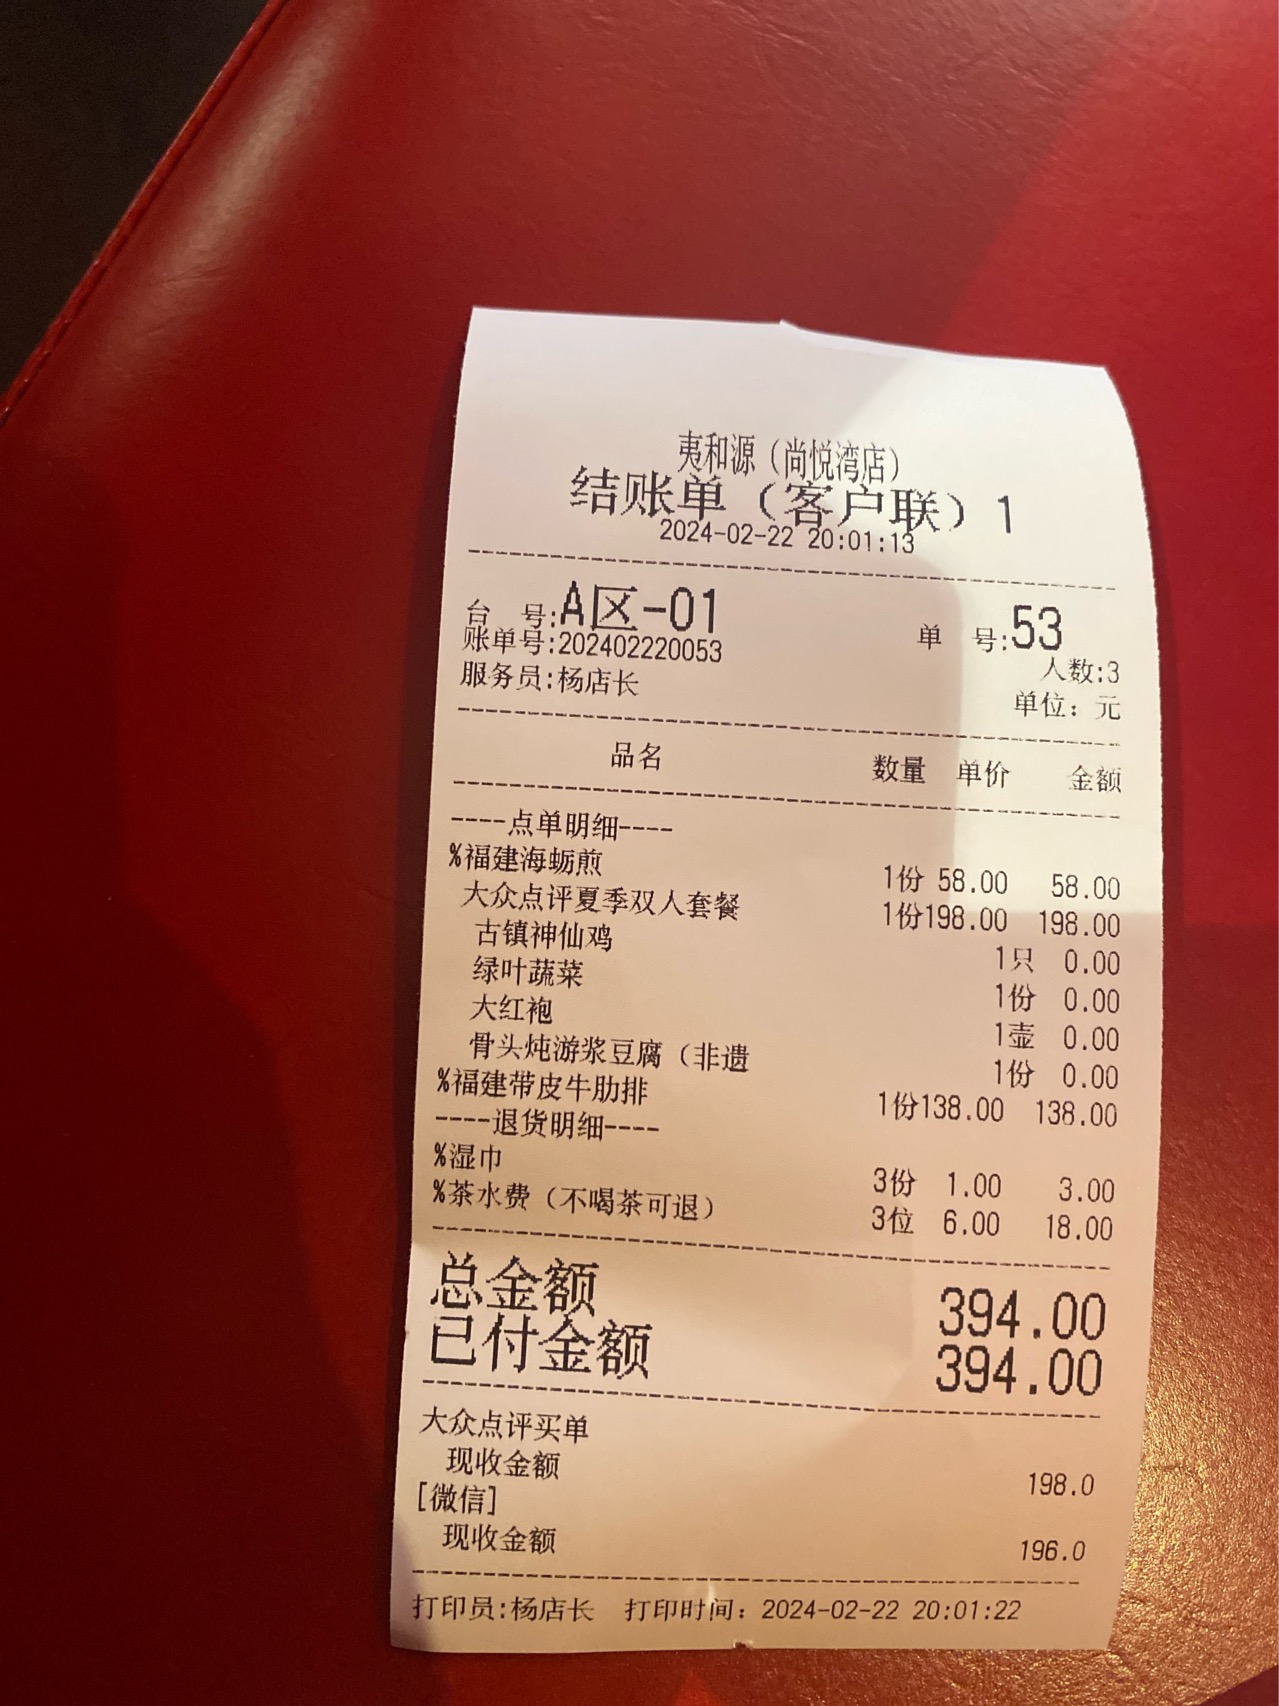 夷和源（尚悦湾店）
结账单（客户联）1
2024-02-22 20:01:13
台 号:A区-01 单 号:53
账单号:202402220053 人数:3
服务员:杨店长 单位：元
品名 数量 单价 金额
----点单明细----
%福建海蛎煎 1份 58.00 58.00
大众点评夏季双人套餐 1份198.00 198.00
古镇神仙鸡 1只 0.00
绿叶蔬菜 1份 0.00
大红袍 1壶 0.00
骨头炖游浆豆腐（非遗 1份 0.00
%福建带皮牛肋排 1份138.00 138.00
----退货明细----
%湿巾 3份 1.00 3.00
%茶水费（不喝茶可退） 3位 6.00 18.00
总金额 394.00
已付金额 394.00
大众点评买单
现收金额 198.0
[微信]
现收金额 196.0
打印员:杨店长 打印时间：2024-02-22 20:01:22